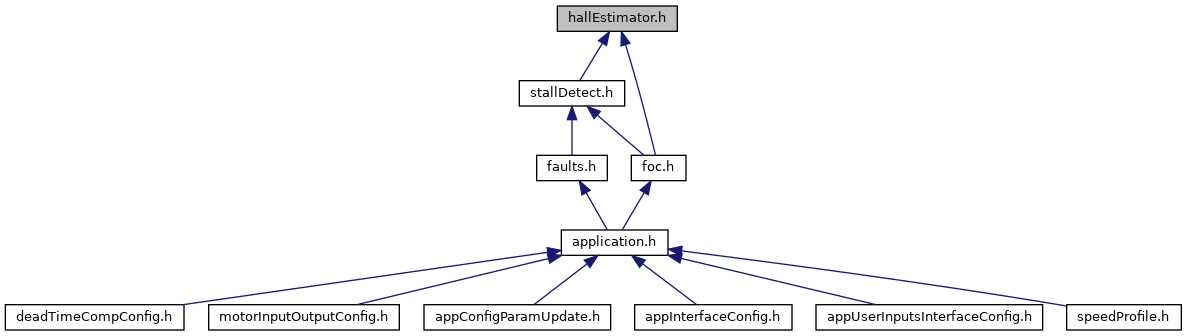 hallEstimator.h
stallDetect.h
faults.h
foc.h
application.h
deadTimeCompConfig.h
motorInputOutputConfig.h
appConfigParamUpdate.h
appInterfaceConfig.h
appUserInputsInterfaceConfig.h
speedProfile.h